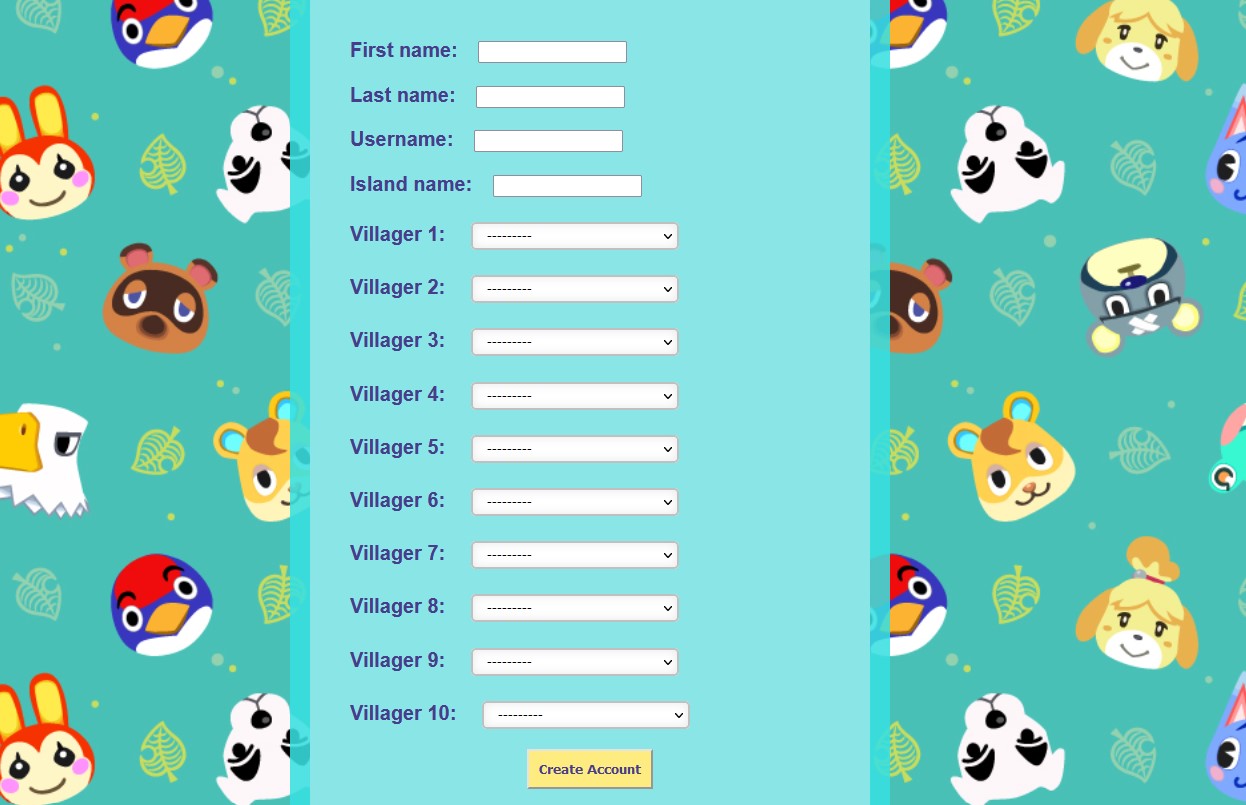 First name:
Last name:
Username:
Island name:
Villager 1: ---------
Villager 2: ---------
Villager 3: ---------
Villager 4: ---------
Villager 5: ---------
Villager 6: ---------
Villager 7: ---------
Villager 8: ---------
Villager 9: ---------
Villager 10: ---------
Create Account